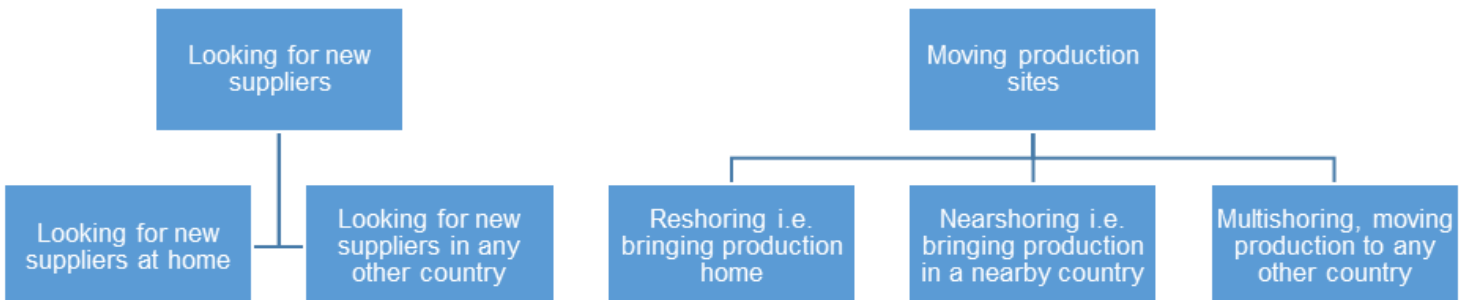 Looking for new
suppliers
Moving production
sites
Looking for new
suppliers at home
Looking for new
suppliers in any
other country
Reshoring i.e.
bringing production
home
Nearshoring i.e.
bringing production
in a nearby country
Multishoring, moving
production to any
other country